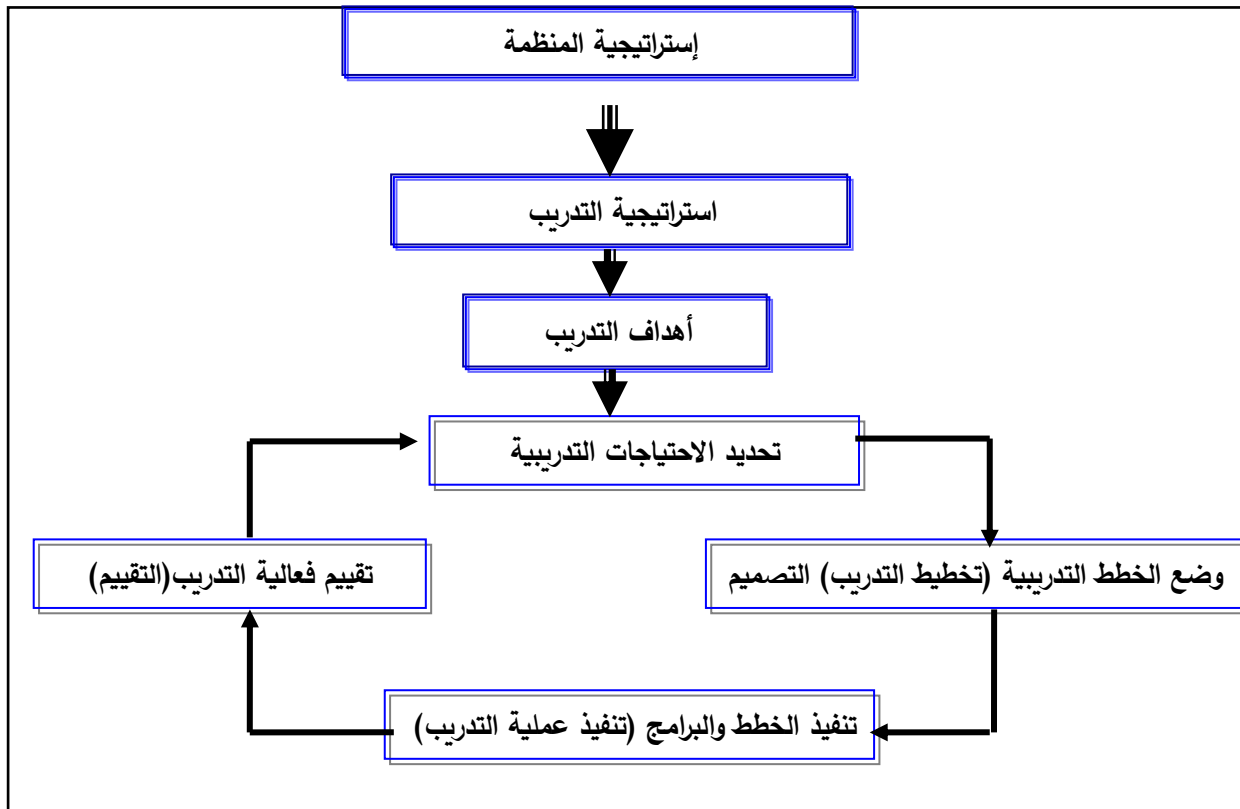 إستراتيجية المنظمة
استراتيجية التدريب
أهداف التدريب
تحديد الاحتياجات التدريبية
وضع الخطط التدريبية (تخطيط التدريب) التصميم
تقييم فعالية التدريب(التقييم)
تنفيذ الخطط والبرامج (تنفيذ عملية التدريب)